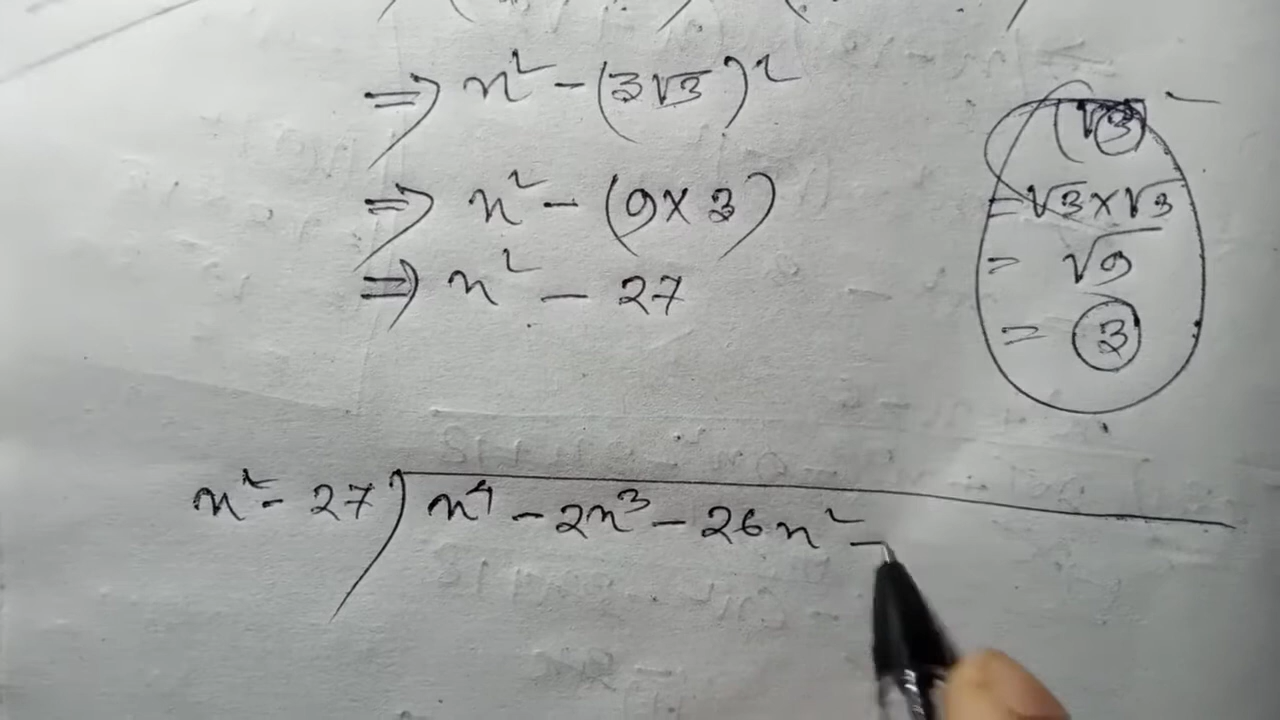 ⇒ x² - (3√3)²
⇒ x² - (9×3)
⇒ x² - 27
(√3)
= √3×√3
= √9
= 3
x² - 27 ) x⁴ - 2x³ - 26x² -